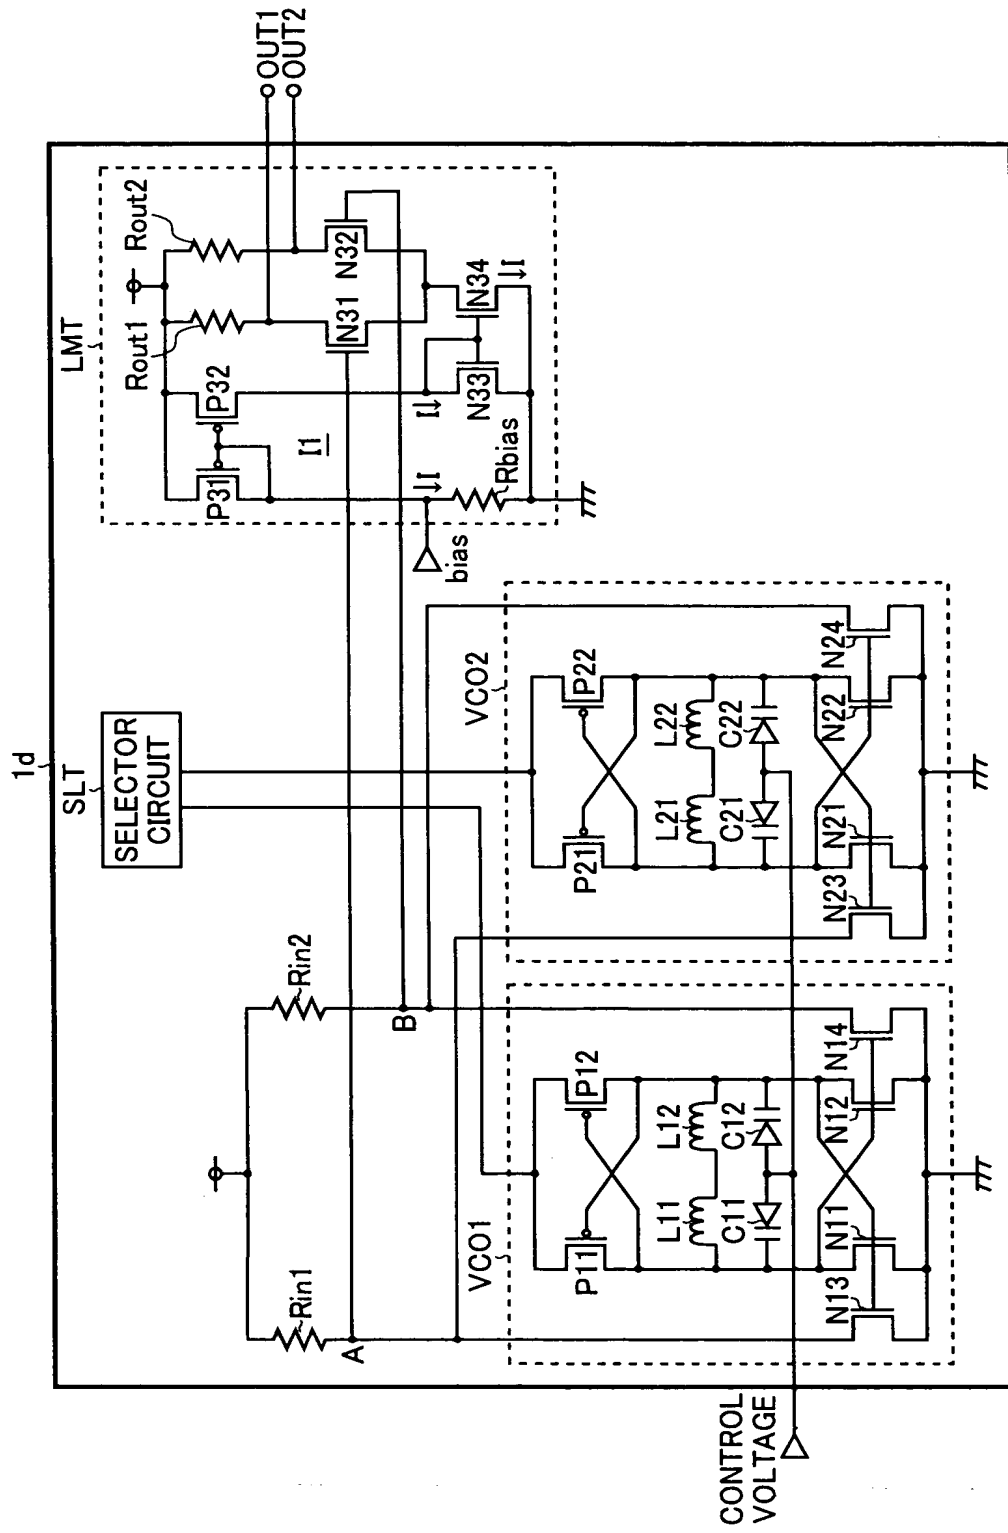 1d
SLT
SELECTOR
CIRCUIT
LMT
Rout1
Rout2
OUT1
OUT2
P31
P32
N31
N32
I1
I
I
I
N33
N34
Rbias
bias
Rin1
Rin2
A
B
VCO1
P11
P12
L11
L12
C11
C12
N13
N11
N12
N14
VCO2
P21
P22
L21
L22
C21
C22
N23
N21
N22
N24
CONTROL
VOLTAGE